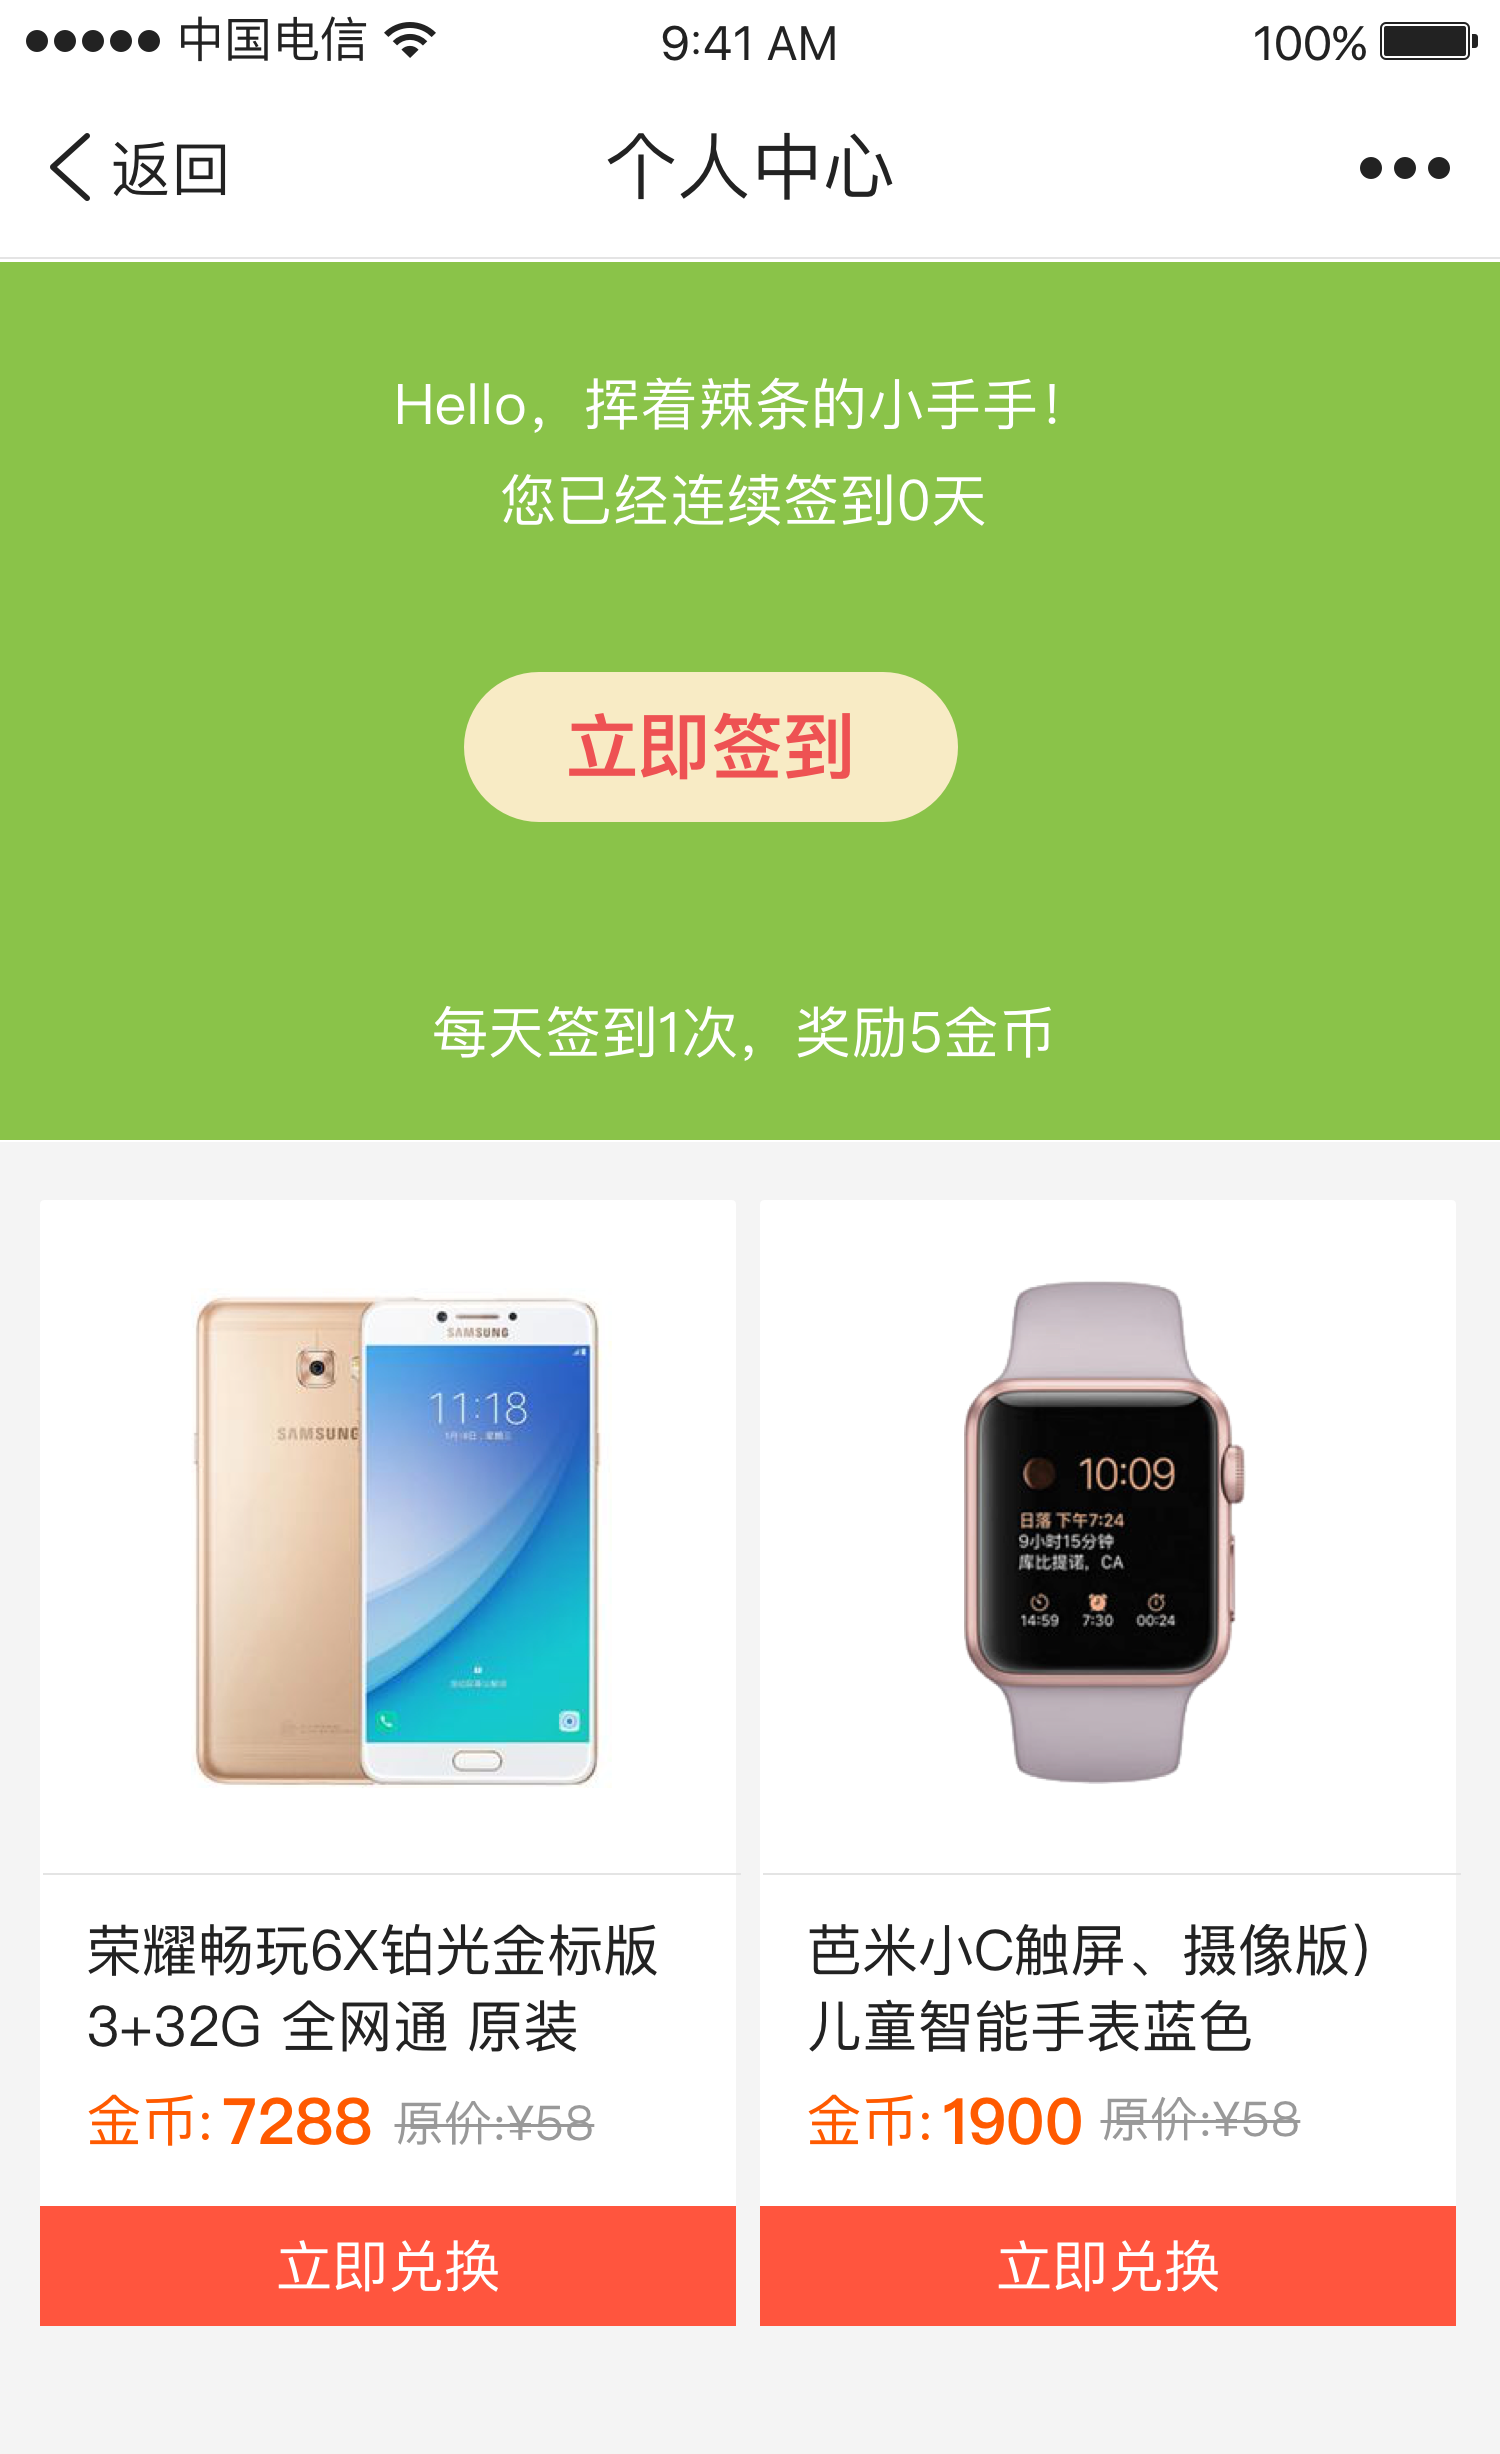 中国电信
9:41 AM
100%
返回
个人中心
Hello，挥着辣条的小手手！
您已经连续签到0天
立即签到
每天签到1次，奖励5金币
SAMSUNG
SAMSUNG
11:18
10:09
日落 下午7:24
9小时15分钟
库比提诺，CA
14:59 7:30 00:24
荣耀畅玩6X铂光金标版
3+32G 全网通 原装
金币: 7288 原价:¥58
立即兑换
芭米小C触屏、摄像版)
儿童智能手表蓝色
金币: 1900 原价:¥58
立即兑换